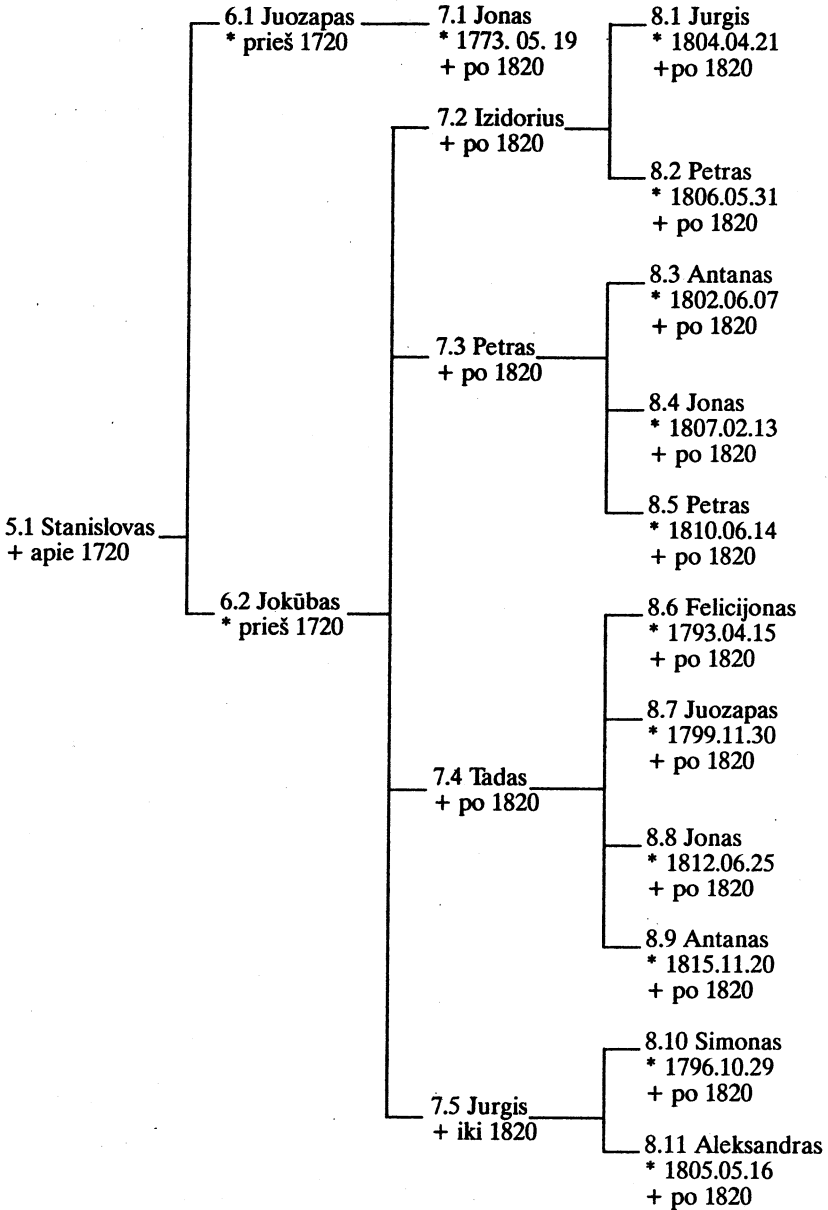 6.1 Juozapas
* prieš 1720
7.1 Jonas
* 1773. 05. 19
+ po 1820
8.1 Jurgis
* 1804.04.21
+po 1820
7.2 Izidorius
+ po 1820
8.2 Petras
* 1806.05.31
+ po 1820
8.3 Antanas
* 1802.06.07
+ po 1820
7.3 Petras
+ po 1820
8.4 Jonas
* 1807.02.13
+ po 1820
8.5 Petras
* 1810.06.14
+ po 1820
5.1 Stanislovas
+ apie 1720
6.2 Jokūbas
* prieš 1720
8.6 Felicijonas
* 1793.04.15
+ po 1820
8.7 Juozapas
* 1799.11.30
+ po 1820
7.4 Tadas
+ po 1820
8.8 Jonas
* 1812.06.25
+ po 1820
8.9 Antanas
* 1815.11.20
+ po 1820
8.10 Simonas
* 1796.10.29
+ po 1820
7.5 Jurgis
+ iki 1820
8.11 Aleksandras
* 1805.05.16
+ po 1820